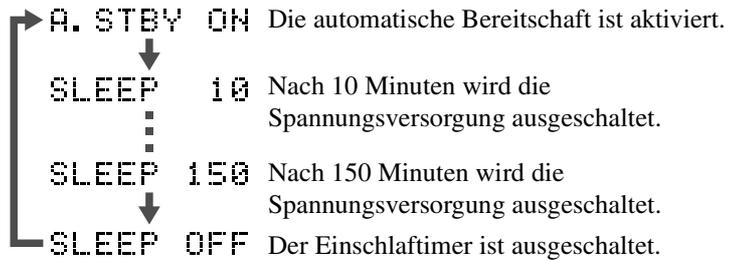 A. STBY ON Die automatische Bereitschaft ist aktiviert.
SLEEP 10 Nach 10 Minuten wird die
Spannungsversorgung ausgeschaltet.
SLEEP 150 Nach 150 Minuten wird die
Spannungsversorgung ausgeschaltet.
SLEEP OFF Der Einschlaftimer ist ausgeschaltet.